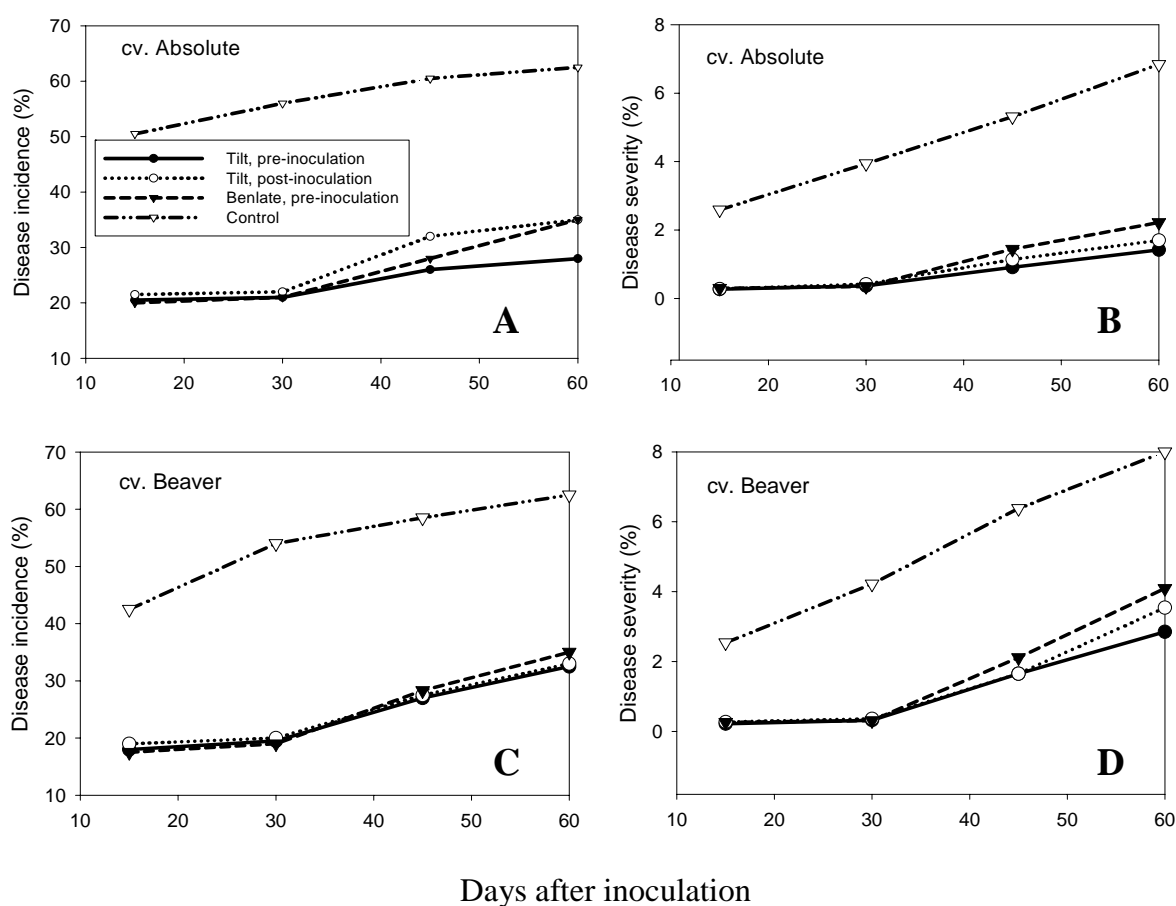 70
60
50
40
30
20
10
Disease incidence (%)
cv. Absolute
Tilt, pre-inoculation
Tilt, post-inoculation
Benlate, pre-inoculation
Control
A
10 20 30 40 50 60
8
6
4
2
0
Disease severity (%)
cv. Absolute
B
10 20 30 40 50 60
70
60
50
40
30
20
10
Disease incidence (%)
cv. Beaver
C
10 20 30 40 50 60
8
6
4
2
0
Disease severity (%)
cv. Beaver
D
10 20 30 40 50 60
Days after inoculation